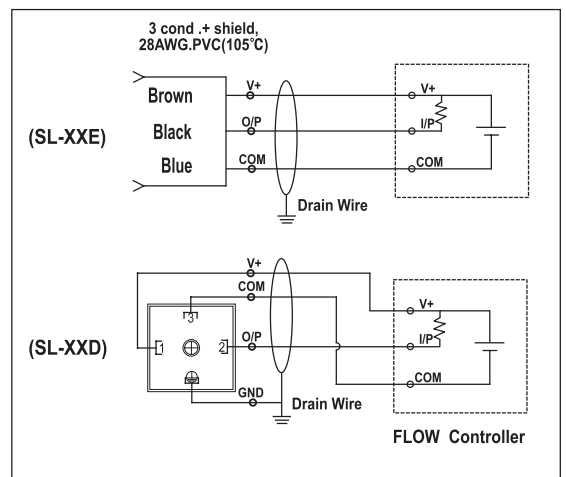 3 cond .+ shield,
28AWG.PVC(105℃)
(SL-XXE)
Brown
Black
Blue
V+
O/P
COM
Drain Wire
V+
I/P
COM
(SL-XXD)
1
3
2
V+
COM
O/P
GND
Drain Wire
V+
I/P
COM
FLOW Controller